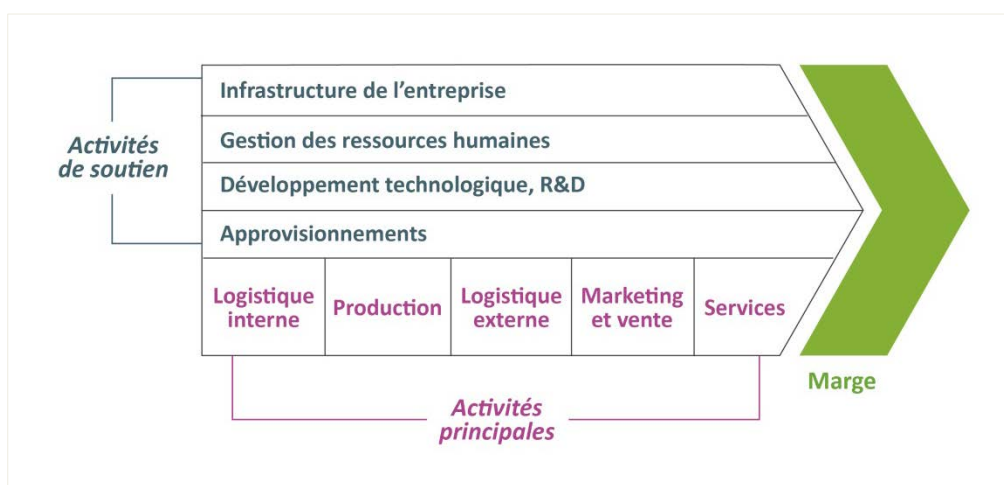 Infrastructure de l’entreprise
Activités
de soutien
Gestion des ressources humaines
Développement technologique, R&D
Approvisionnements
Logistique
interne
Production
Logistique
externe
Marketing
et vente
Services
Marge
Activités
principales